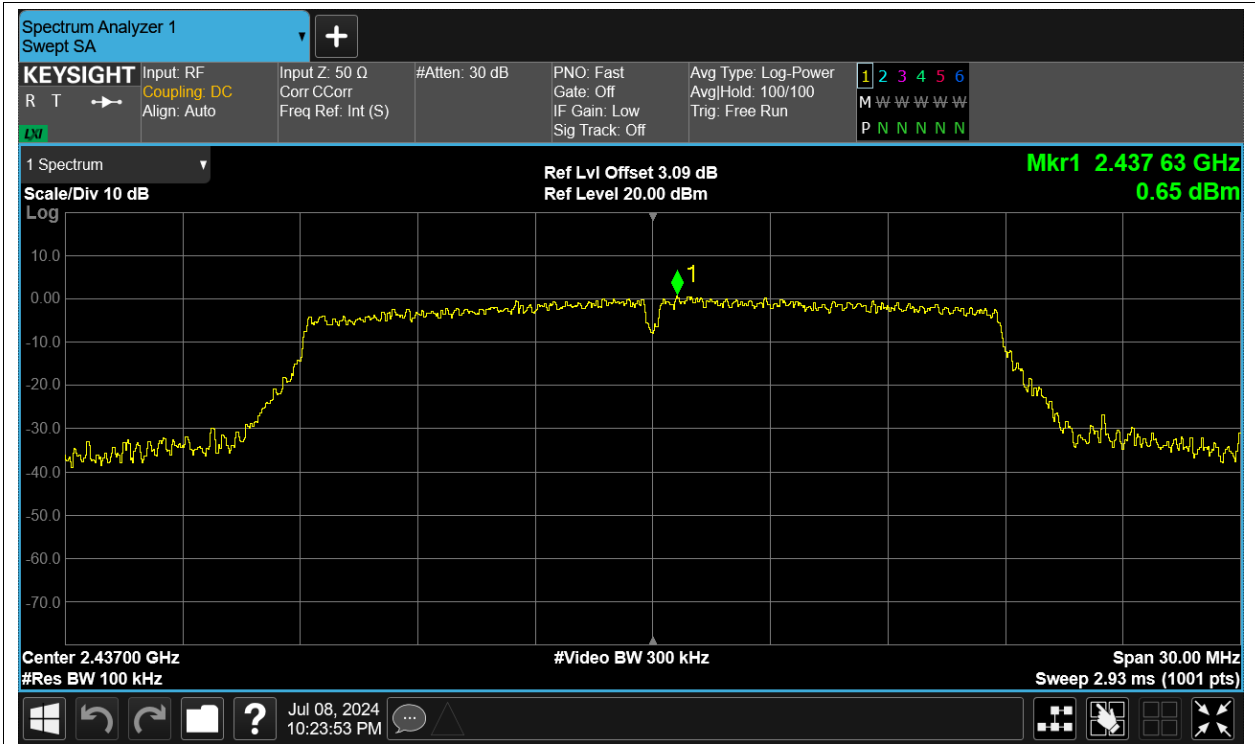 Spectrum Analyzer 1
Swept SA
KEYSIGHT
R T
LXI
Input: RF
Coupling: DC
Align: Auto
Input Z: 50 Ω
Corr CCorr
Freq Ref: Int (S)
#Atten: 30 dB
PNO: Fast
Gate: Off
IF Gain: Low
Sig Track: Off
Avg Type: Log-Power
Avg|Hold: 100/100
Trig: Free Run
1 2 3 4 5 6
M W W W W W
P N N N N N
1 Spectrum
Scale/Div 10 dB
Log
Ref Lvl Offset 3.09 dB
Ref Level 20.00 dBm
Mkr1 2.437 63 GHz
0.65 dBm
1
10.0
0.00
-10.0
-20.0
-30.0
-40.0
-50.0
-60.0
-70.0
Center 2.43700 GHz
#Res BW 100 kHz
#Video BW 300 kHz
Span 30.00 MHz
Sweep 2.93 ms (1001 pts)
?
Jul 08, 2024
10:23:53 PM